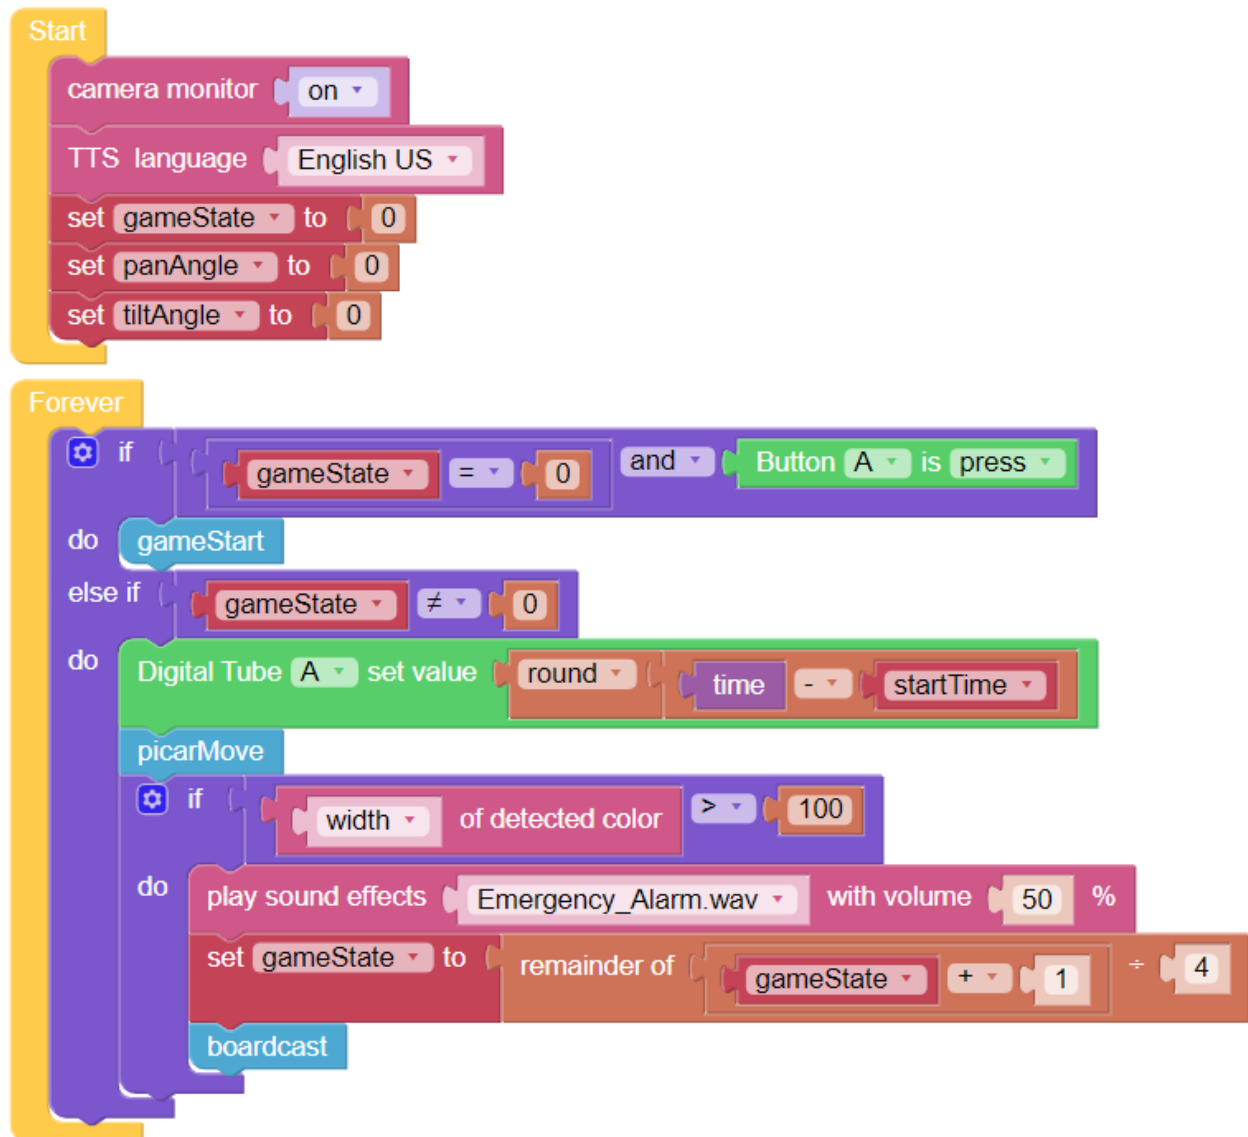 Start
camera monitor on
TTS language English US
set gameState to 0
set panAngle to 0
set tiltAngle to 0
Forever
if gameState = 0 and Button A is press
do gameStart
else if gameState ≠ 0
do Digital Tube A set value round time - startTime
picarMove
if width of detected color > 100
do play sound effects Emergency_Alarm.wav with volume 50 %
set gameState to remainder of gameState + 1 ÷ 4
boardcast